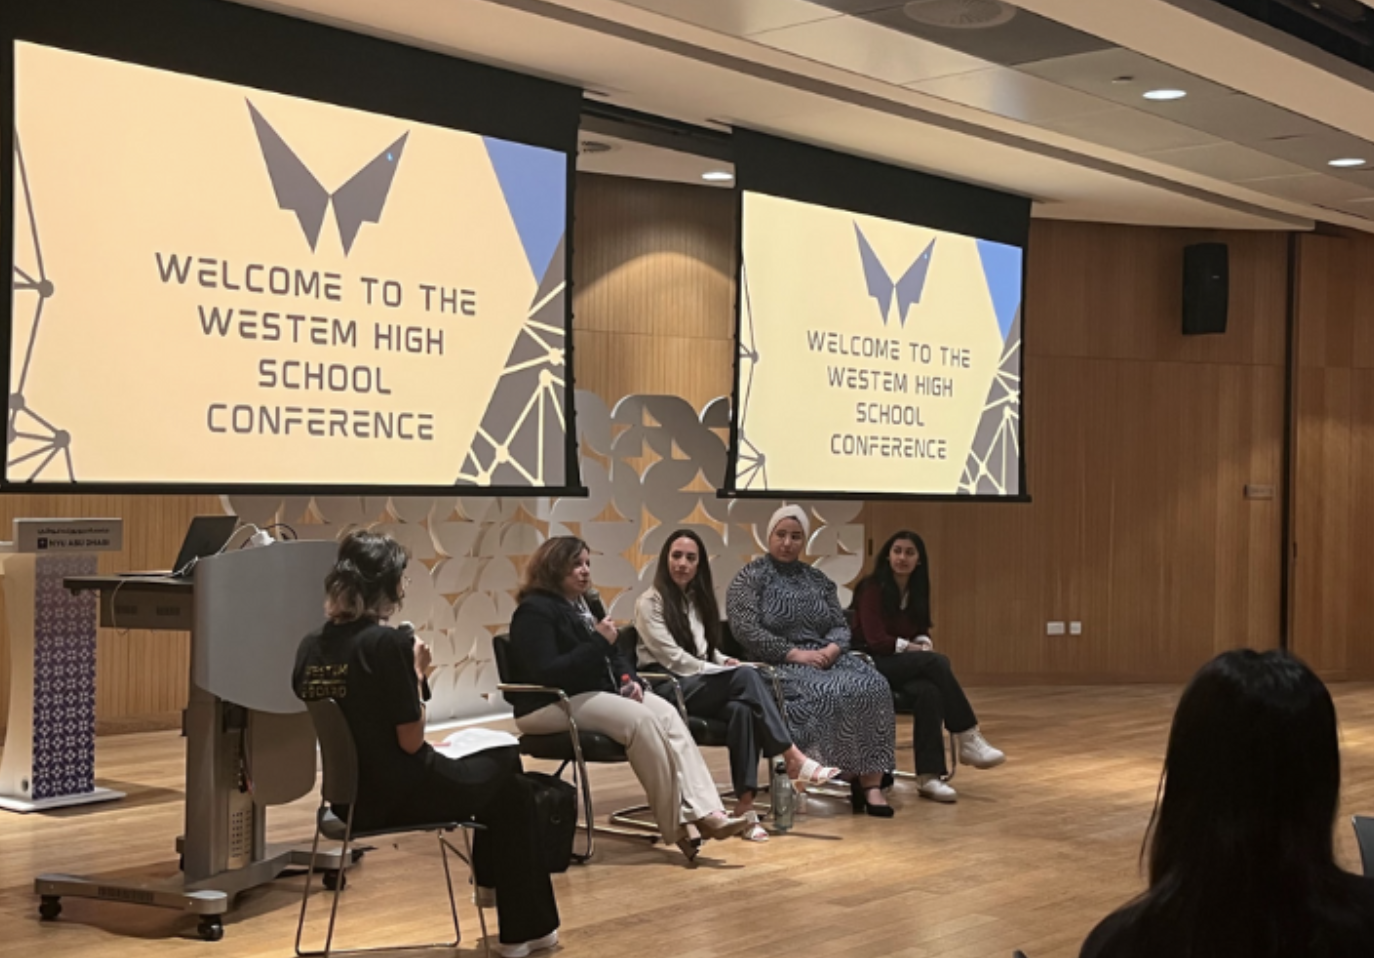 WELCOME TO THE
WESTEM HIGH
SCHOOL
CONFERENCE
WELCOME TO THE
WESTEM HIGH
SCHOOL
CONFERENCE
NYU ABU DHABI